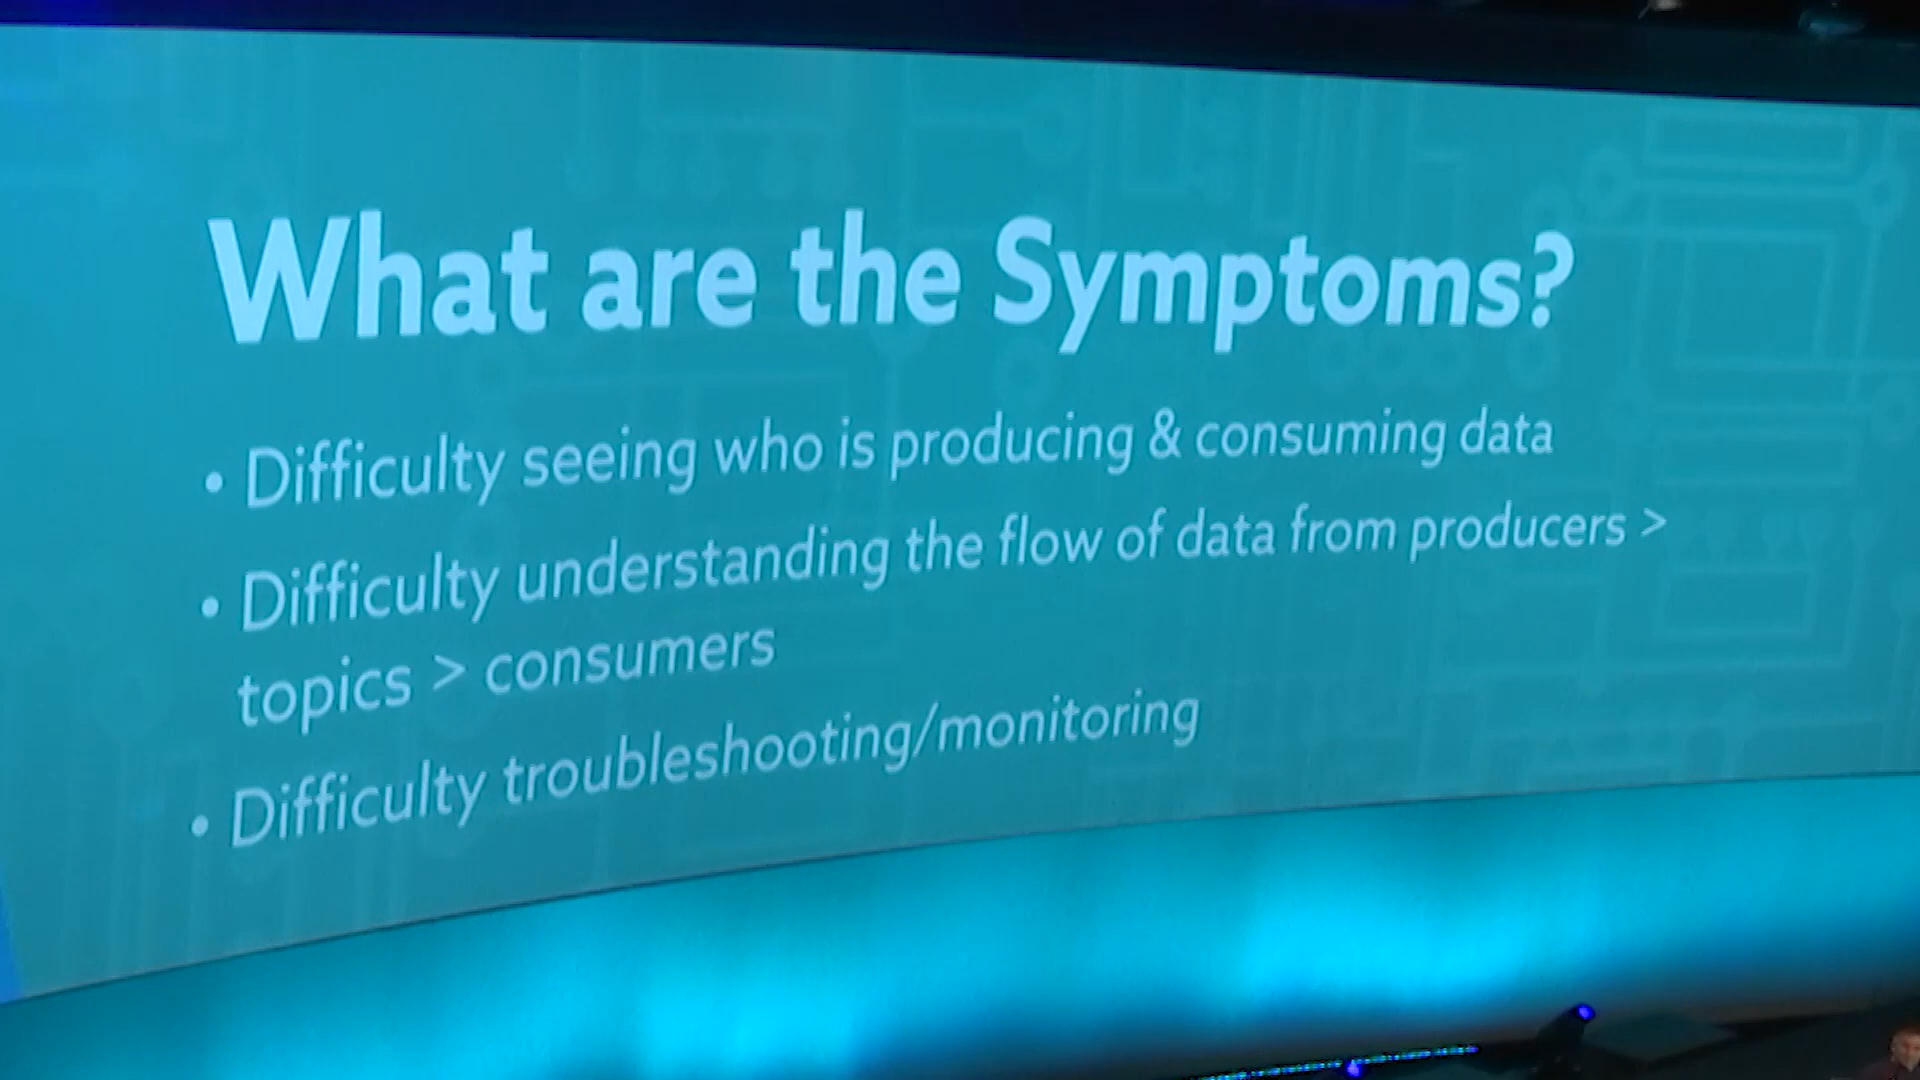 What are the Symptoms?
• Difficulty seeing who is producing & consuming data
• Difficulty understanding the flow of data from producers >
topics > consumers
• Difficulty troubleshooting/monitoring